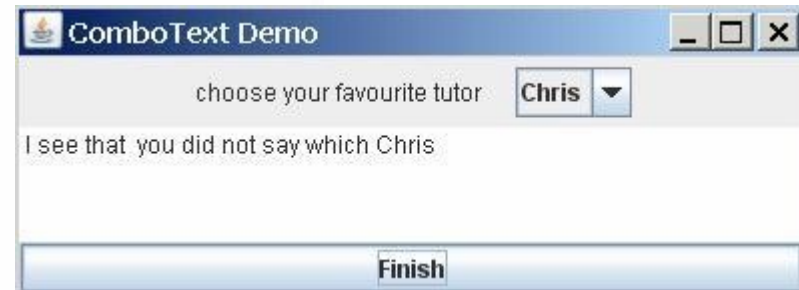 ComboText Demo
choose your favourite tutor Chris
I see that you did not say which Chris
Finish